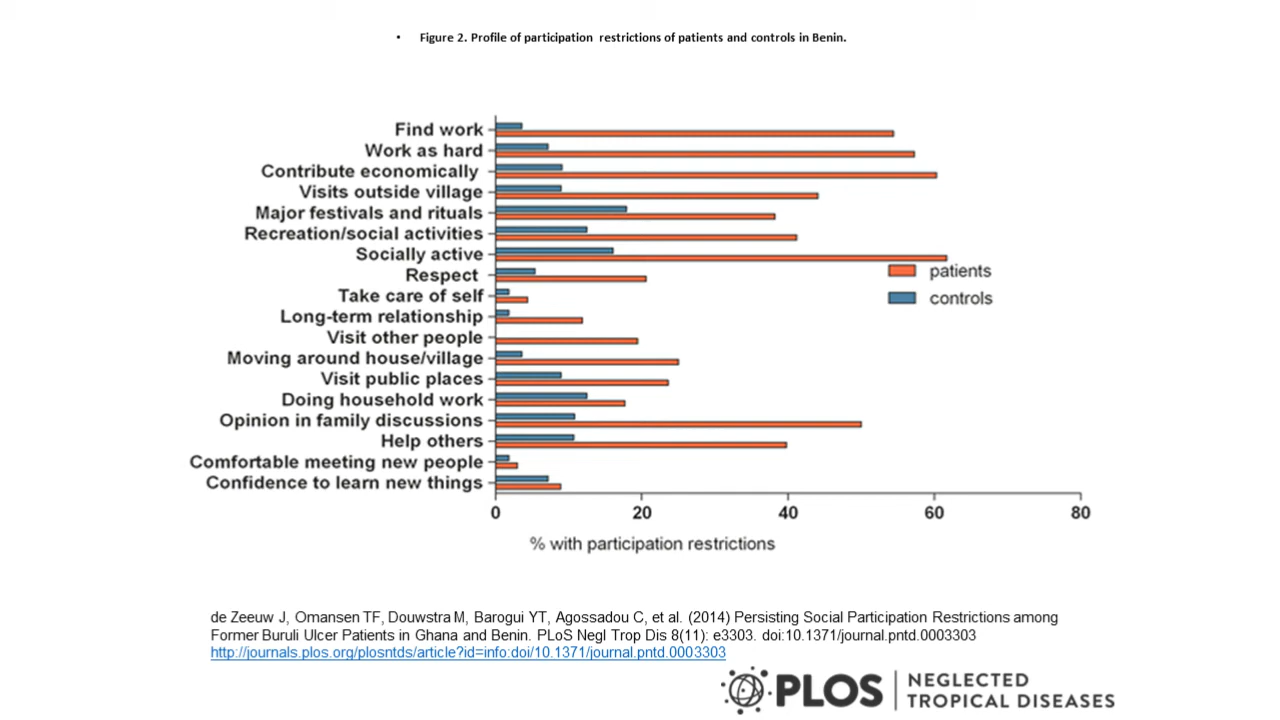 • Figure 2. Profile of participation restrictions of patients and controls in Benin.
Find work
Work as hard
Contribute economically
Visits outside village
Major festivals and rituals
Recreation/social activities
Socially active
Respect
Take care of self
Long-term relationship
Visit other people
Moving around house/village
Visit public places
Doing household work
Opinion in family discussions
Help others
Comfortable meeting new people
Confidence to learn new things
patients
controls
0 20 40 60 80
% with participation restrictions
de Zeeuw J, Omansen TF, Douwstra M, Barogui YT, Agossadou C, et al. (2014) Persisting Social Participation Restrictions among
Former Buruli Ulcer Patients in Ghana and Benin. PLoS Negl Trop Dis 8(11): e3303. doi:10.1371/journal.pntd.0003303
http://journals.plos.org/plosntds/article?id=info:doi/10.1371/journal.pntd.0003303
PLOS
NEGLECTED
TROPICAL DISEASES